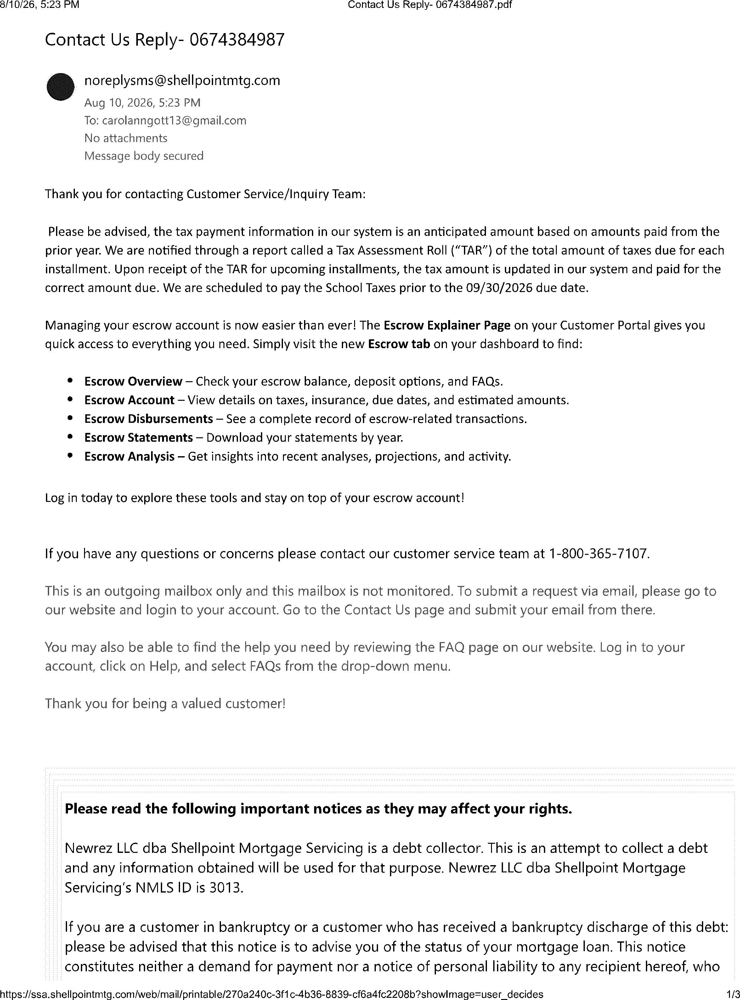 8/10/26, 5:23 PM
Contact Us Reply- 0674384987.pdf
Contact Us Reply- 0674384987
noreplysms@shellpointmtg.com
Aug 10, 2026, 5:23 PM
To: carolanngott13@gmail.com
No attachments
Message body secured
Thank you for contacting Customer Service/Inquiry Team:
Please be advised, the tax payment information in our system is an anticipated amount based on amounts paid from the
prior year. We are notified through a report called a Tax Assessment Roll (“TAR”) of the total amount of taxes due for each
installment. Upon receipt of the TAR for upcoming installments, the tax amount is updated in our system and paid for the
correct amount due. We are scheduled to pay the School Taxes prior to the 09/30/2026 due date.
Managing your escrow account is now easier than ever! The Escrow Explainer Page on your Customer Portal gives you
quick access to everything you need. Simply visit the new Escrow tab on your dashboard to find:
• Escrow Overview – Check your escrow balance, deposit options, and FAQs.
• Escrow Account – View details on taxes, insurance, due dates, and estimated amounts.
• Escrow Disbursements – See a complete record of escrow-related transactions.
• Escrow Statements – Download your statements by year.
• Escrow Analysis – Get insights into recent analyses, projections, and activity.
Log in today to explore these tools and stay on top of your escrow account!
If you have any questions or concerns please contact our customer service team at 1-800-365-7107.
This is an outgoing mailbox only and this mailbox is not monitored. To submit a request via email, please go to
our website and login to your account. Go to the Contact Us page and submit your email from there.
You may also be able to find the help you need by reviewing the FAQ page on our website. Log in to your
account, click on Help, and select FAQs from the drop-down menu.
Thank you for being a valued customer!
Please read the following important notices as they may affect your rights.
Newrez LLC dba Shellpoint Mortgage Servicing is a debt collector. This is an attempt to collect a debt
and any information obtained will be used for that purpose. Newrez LLC dba Shellpoint Mortgage
Servicing’s NMLS ID is 3013.
If you are a customer in bankruptcy or a customer who has received a bankruptcy discharge of this debt:
please be advised that this notice is to advise you of the status of your mortgage loan. This notice
constitutes neither a demand for payment nor a notice of personal liability to any recipient hereof, who
https://ssa.shellpointmtg.com/web/mail/printable/270a240c-3f1c-4b36-8839-cf6a4fc2208b?showImage=user_decides
1/3